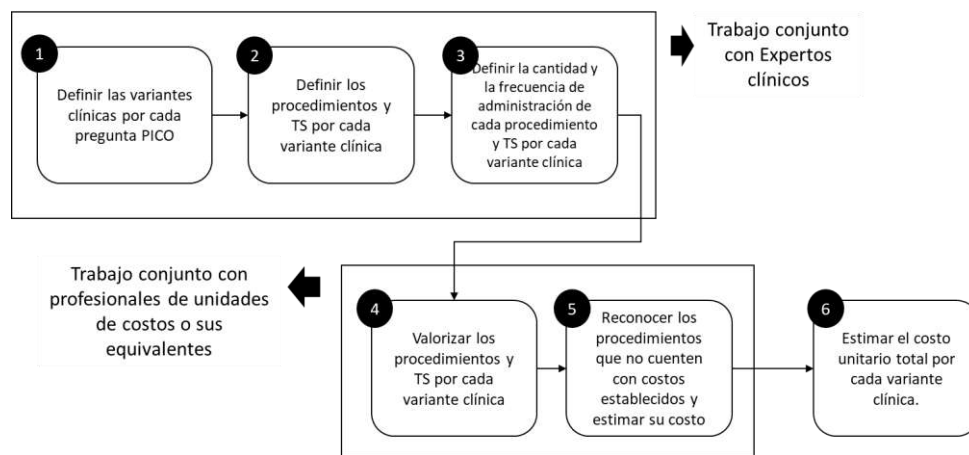 1
Definir las variantes
clínicas por cada
pregunta PICO
2
Definir los
procedimientos y
TS por cada
variante clínica
3
Definir la cantidad y
la frecuencia de
administración de
cada procedimiento
y TS por cada
variante clínica
Trabajo conjunto
con Expertos
clínicos
Trabajo conjunto con
profesionales de unidades
de costos o sus
equivalentes
4
Valorizar los
procedimientos y
TS por cada
variante clínica
5
Reconocer los
procedimientos
que no cuenten
con costos
establecidos y
estimar su costo
6
Estimar el costo
unitario total por
cada variante
clínica.